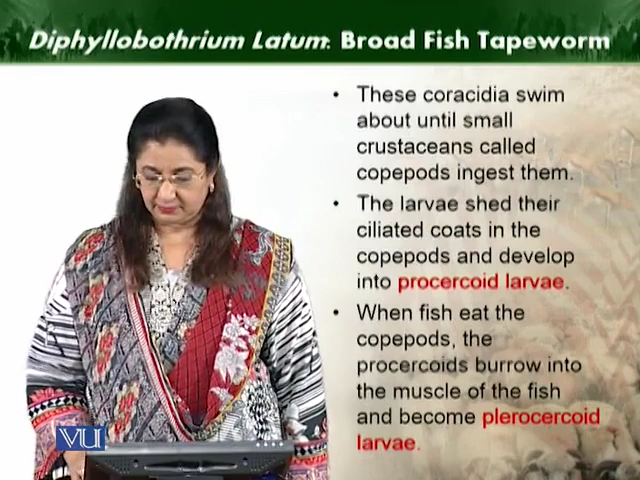 Diphyllobothrium Latum: Broad Fish Tapeworm
• These coracidia swim
about until small
crustaceans called
copepods ingest them.
• The larvae shed their
ciliated coats in the
copepods and develop
into procercoid larvae.
• When fish eat the
copepods, the
procercoids burrow into
the muscle of the fish
and become plerocercoid
larvae.
VU